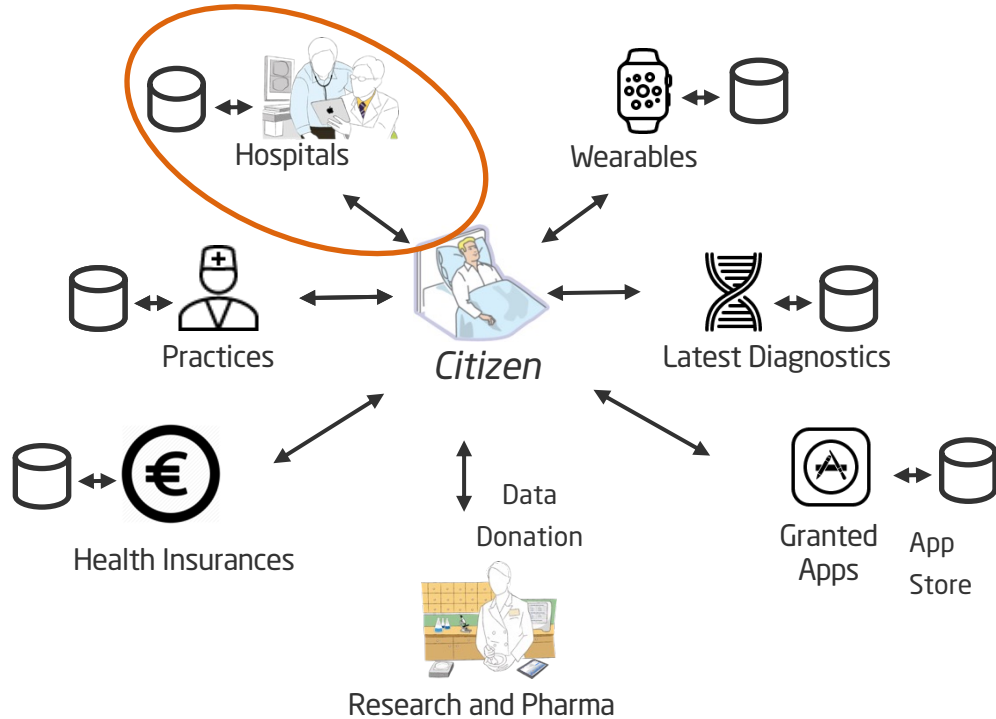 Hospitals
Wearables
Practices
Citizen
Latest Diagnostics
Health Insurances
Data
Donation
Granted
Apps
App
Store
Research and Pharma